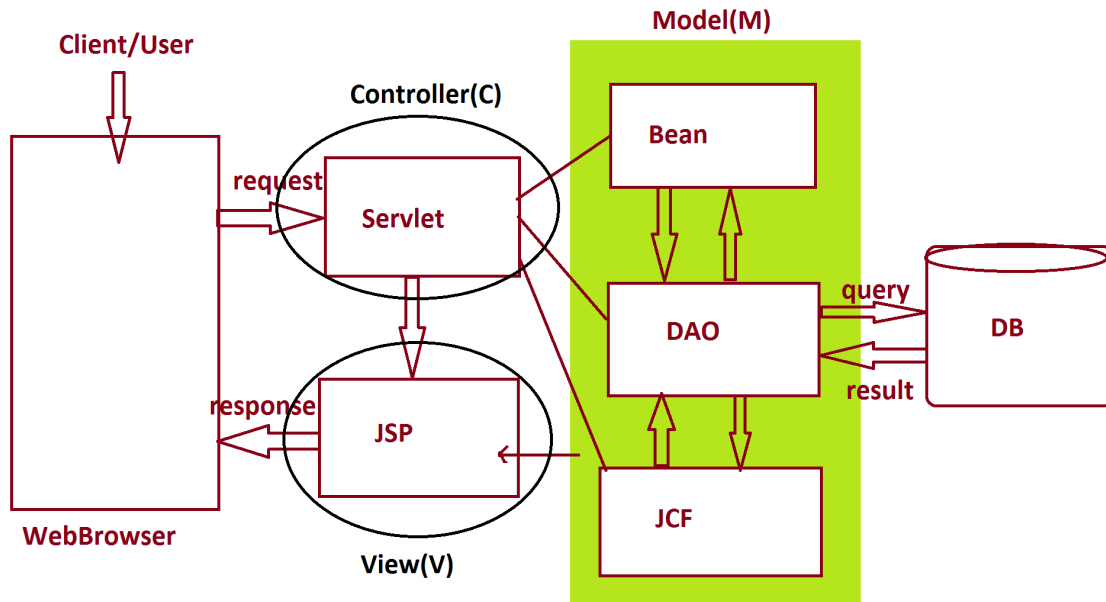 Model(M)
Client/User
Controller(C)
Bean
request
Servlet
query
DAO
DB
result
response
JSP
JCF
WebBrowser
View(V)